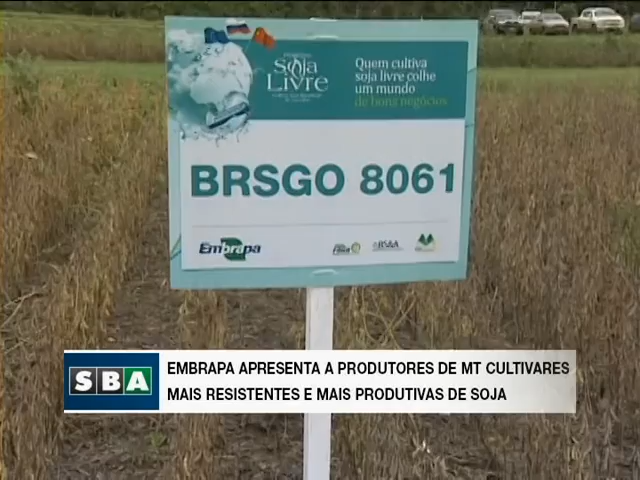 Soja
Livre
Quem cultiva
soja livre colhe
um mundo
de bons negócios
BRSGO 8061
Embrapa
SBA
EMBRAPA APRESENTA A PRODUTORES DE MT CULTIVARES
MAIS RESISTENTES E MAIS PRODUTIVAS DE SOJA